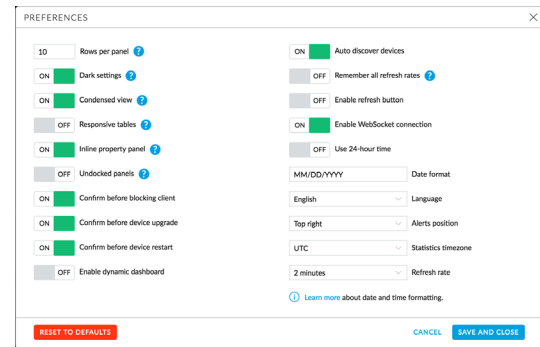 PREFERENCES
10 Rows per panel ?
ON Dark settings ?
ON Condensed view ?
OFF Responsive tables ?
ON Inline property panel ?
OFF Undocked panels ?
ON Confirm before blocking client
ON Confirm before device upgrade
ON Confirm before device restart
OFF Enable dynamic dashboard
ON Auto discover devices
OFF Remember all refresh rates ?
OFF Enable refresh button
ON Enable WebSocket connection
OFF Use 24-hour time
MM/DD/YYYY Date format
English Language
Top right Alerts position
UTC Statistics timezone
2 minutes Refresh rate
i Learn more about date and time formatting.
RESET TO DEFAULTS
CANCEL SAVE AND CLOSE